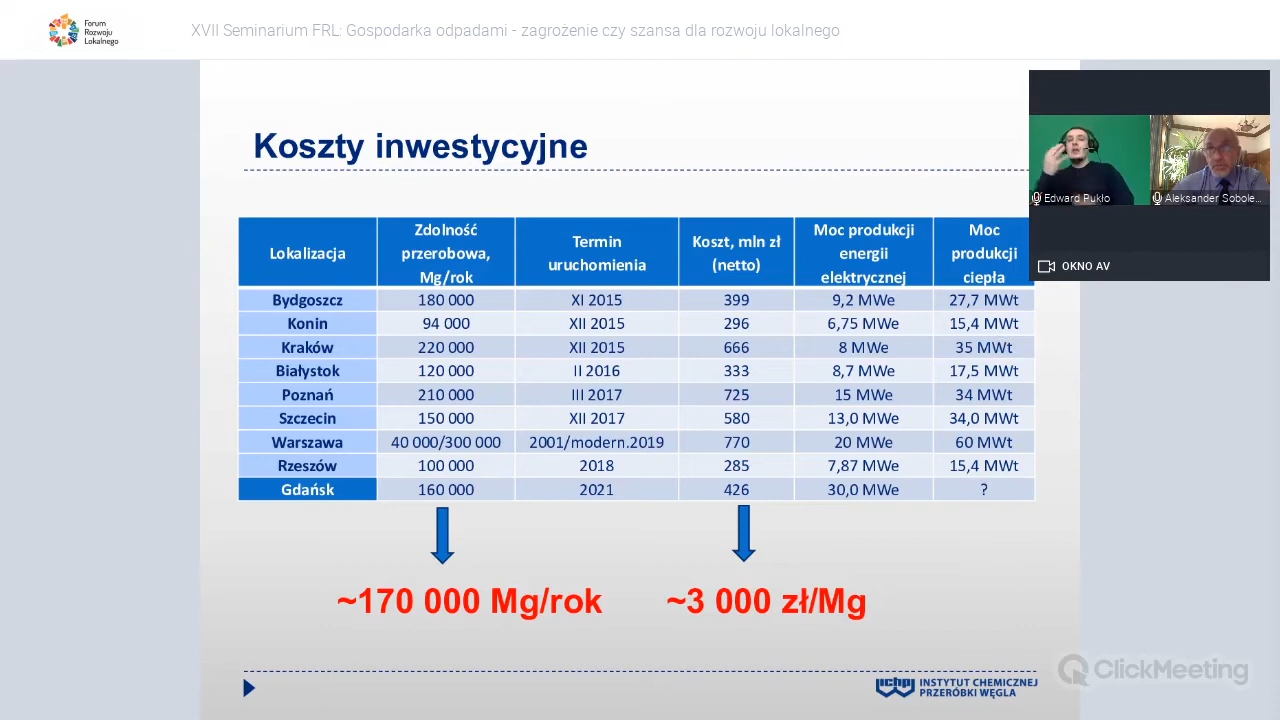 Forum
Rozwoju
Lokalnego
XVII Seminarium FRL: Gospodarka odpadami - zagrożenie czy szansa dla rozwoju lokalnego
Koszty inwestycyjne
Edward Pukło
Aleksander Sobole...
OKNO AV
Lokalizacja
Zdolność
przerobowa,
Mg/rok
Termin
uruchomienia
Koszt, mln zł
(netto)
Moc produkcji
energii
elektrycznej
Moc
produkcji
ciepła
Bydgoszcz 180 000 XI 2015 399 9,2 MWe 27,7 MWt
Konin 94 000 XII 2015 296 6,75 MWe 15,4 MWt
Kraków 220 000 XII 2015 666 8 MWe 35 MWt
Białystok 120 000 II 2016 333 8,7 MWe 17,5 MWt
Poznań 210 000 III 2017 725 15 MWe 34 MWt
Szczecin 150 000 XII 2017 580 13,0 MWe 34,0 MWt
Warszawa 40 000/300 000 2001/modern.2019 770 20 MWe 60 MWt
Rzeszów 100 000 2018 285 7,87 MWe 15,4 MWt
Gdańsk 160 000 2021 426 30,0 MWe ?
~170 000 Mg/rok ~3 000 zł/Mg
ichpw INSTYTUT CHEMICZNEJ
PRZERÓBKI WĘGLA
ClickMeeting